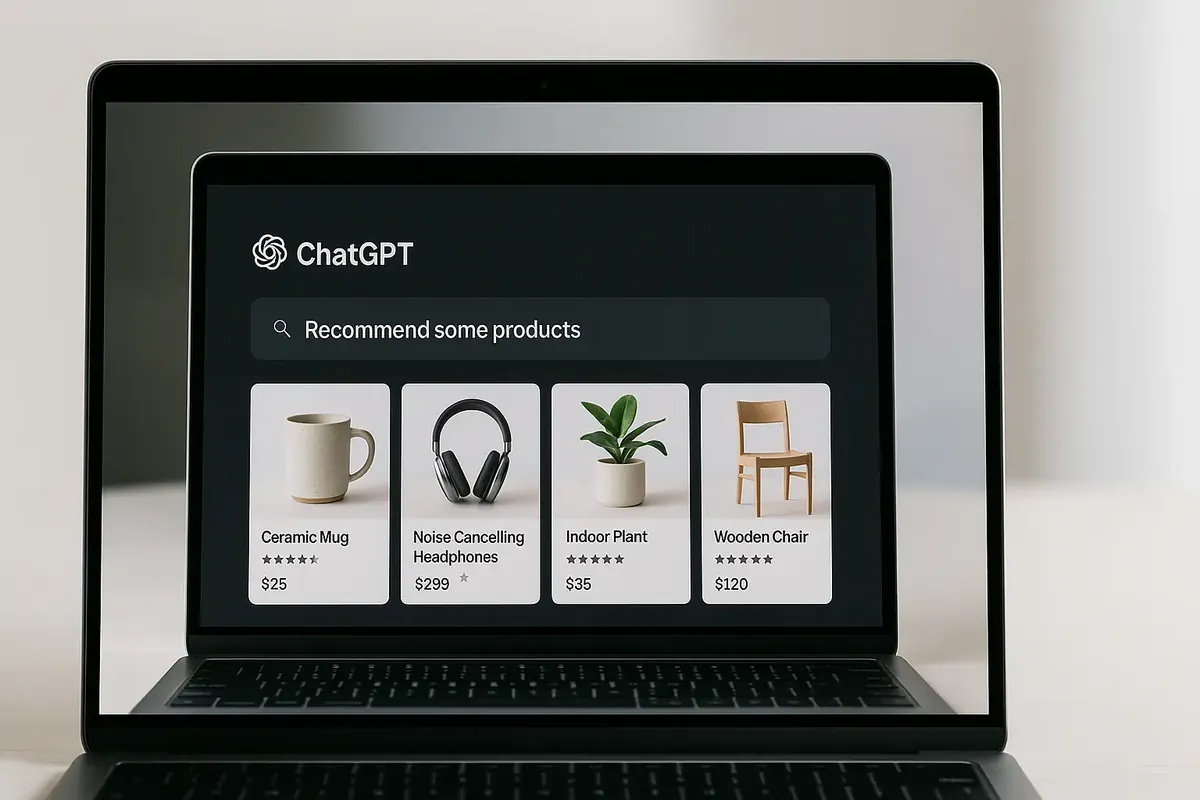 ChatGPT
Recommend some products
Ceramic Mug
★★★★⯨
$25
Noise Cancelling
Headphones
$299 ★
Indoor Plant
★★★★★
$35
Wooden Chair
★★★★★
$120